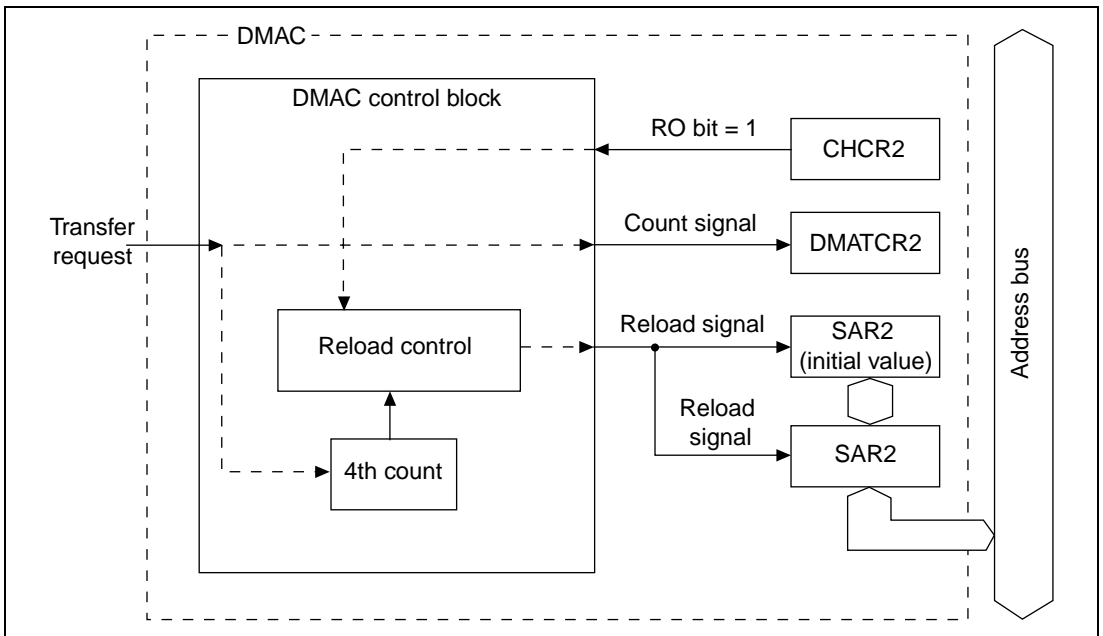 DMAC
DMAC control block
RO bit = 1
CHCR2
Transfer
request
Count signal
DMATCR2
Reload control
Reload signal
SAR2
(initial value)
Reload
signal
4th count
SAR2
Address bus